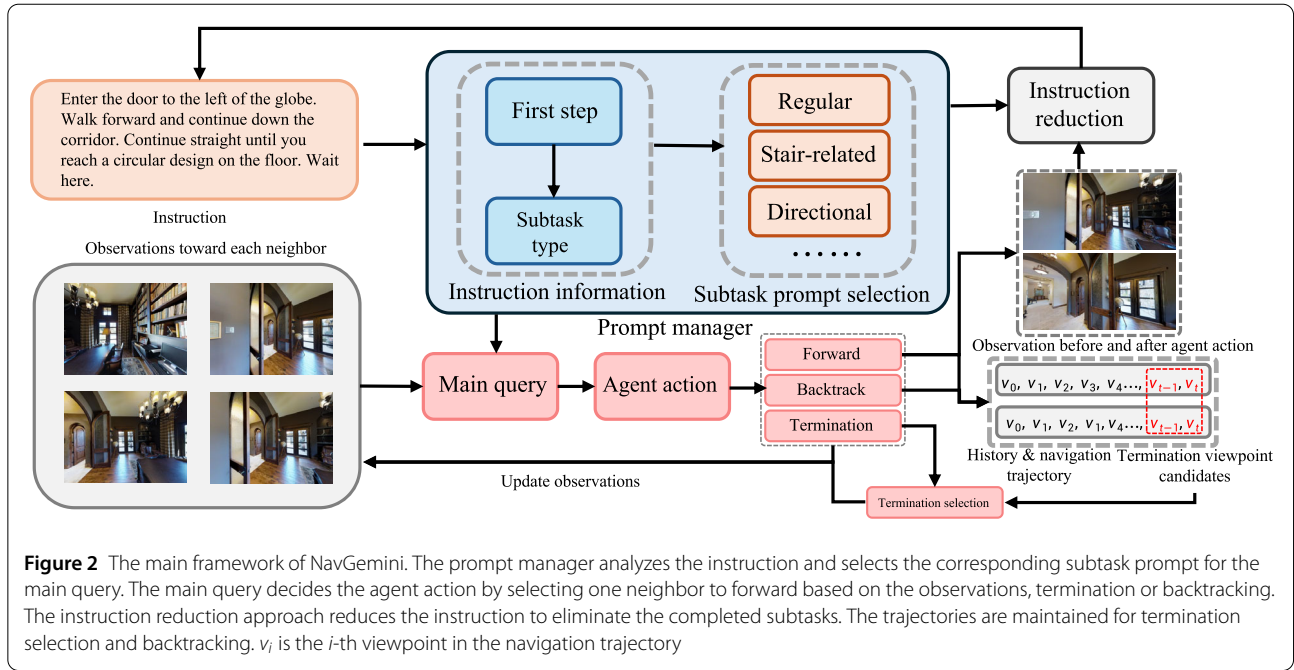 Enter the door to the left of the globe.
Walk forward and continue down the
corridor. Continue straight until you
reach a circular design on the floor. Wait
here.
Instruction
Observations toward each neighbor
First step
Subtask
type
Instruction information
Regular
Stair-related
Directional
......
Subtask prompt selection
Prompt manager
Instruction
reduction
Observation before and after agent action
Main query
Agent action
Forward
Backtrack
Termination
v0, v1, v2, v3, v4..., vt−1, vt
v0, v1, v2, v1, v4..., vt−1, vt
History & navigation
trajectory
Termination viewpoint
candidates
Update observations
Termination selection
Figure 2 The main framework of NavGemini. The prompt manager analyzes the instruction and selects the corresponding subtask prompt for the
main query. The main query decides the agent action by selecting one neighbor to forward based on the observations, termination or backtracking.
The instruction reduction approach reduces the instruction to eliminate the completed subtasks. The trajectories are maintained for termination
selection and backtracking. vi is the i-th viewpoint in the navigation trajectory